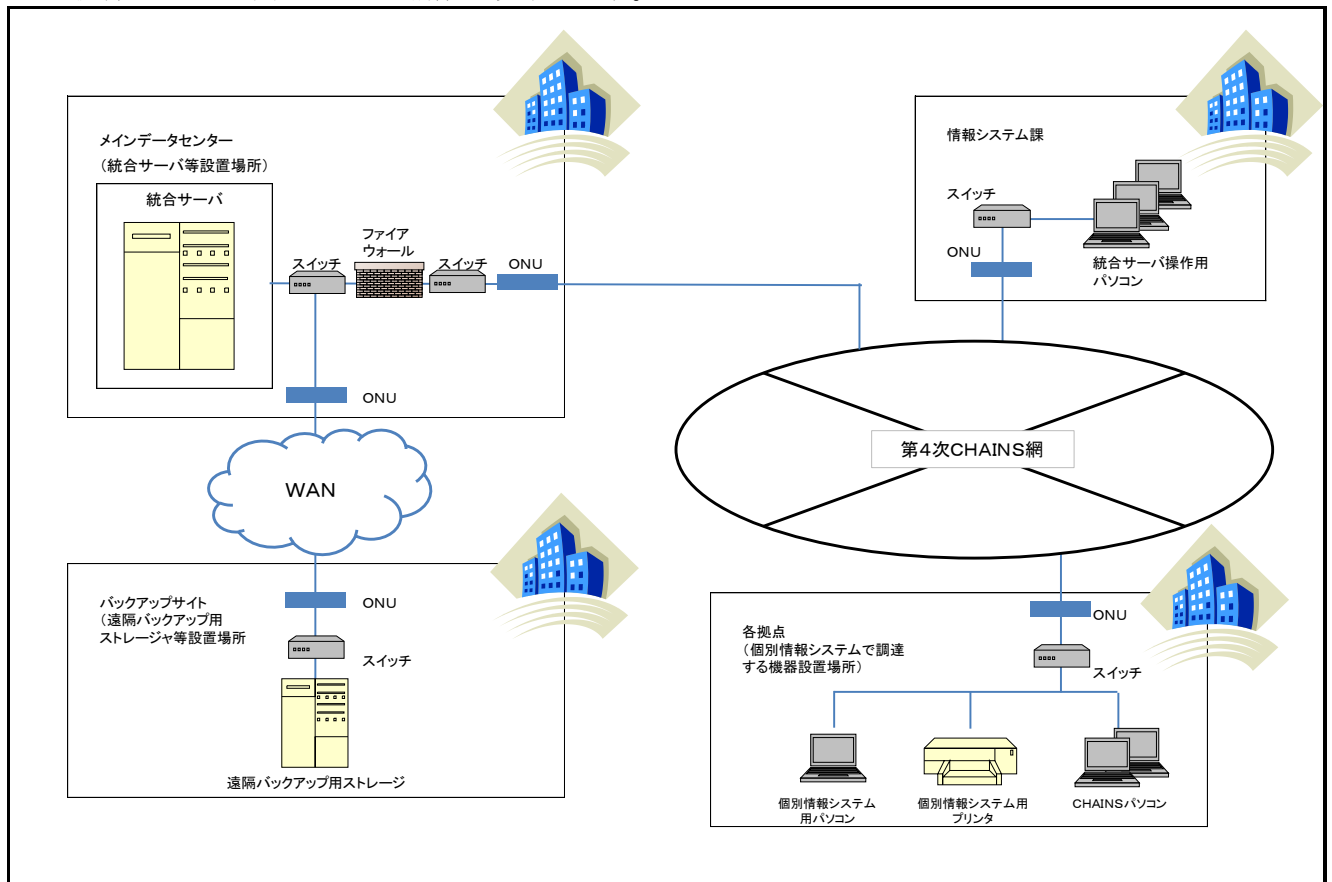 メインデータセンター
（統合サーバ等設置場所）
統合サーバ
スイッチ
ファイア
ウォール
スイッチ
ONU
ONU
WAN
バックアップサイト
（遠隔バックアップ用
ストレージャ等設置場所
ONU
スイッチ
遠隔バックアップ用ストレージ
情報システム課
スイッチ
ONU
統合サーバ操作用
パソコン
第４次CHAINS網
各拠点
（個別情報システムで調達
する機器設置場所）
ONU
スイッチ
個別情報システム
用パソコン
個別情報システム用
プリンタ
CHAINSパソコン